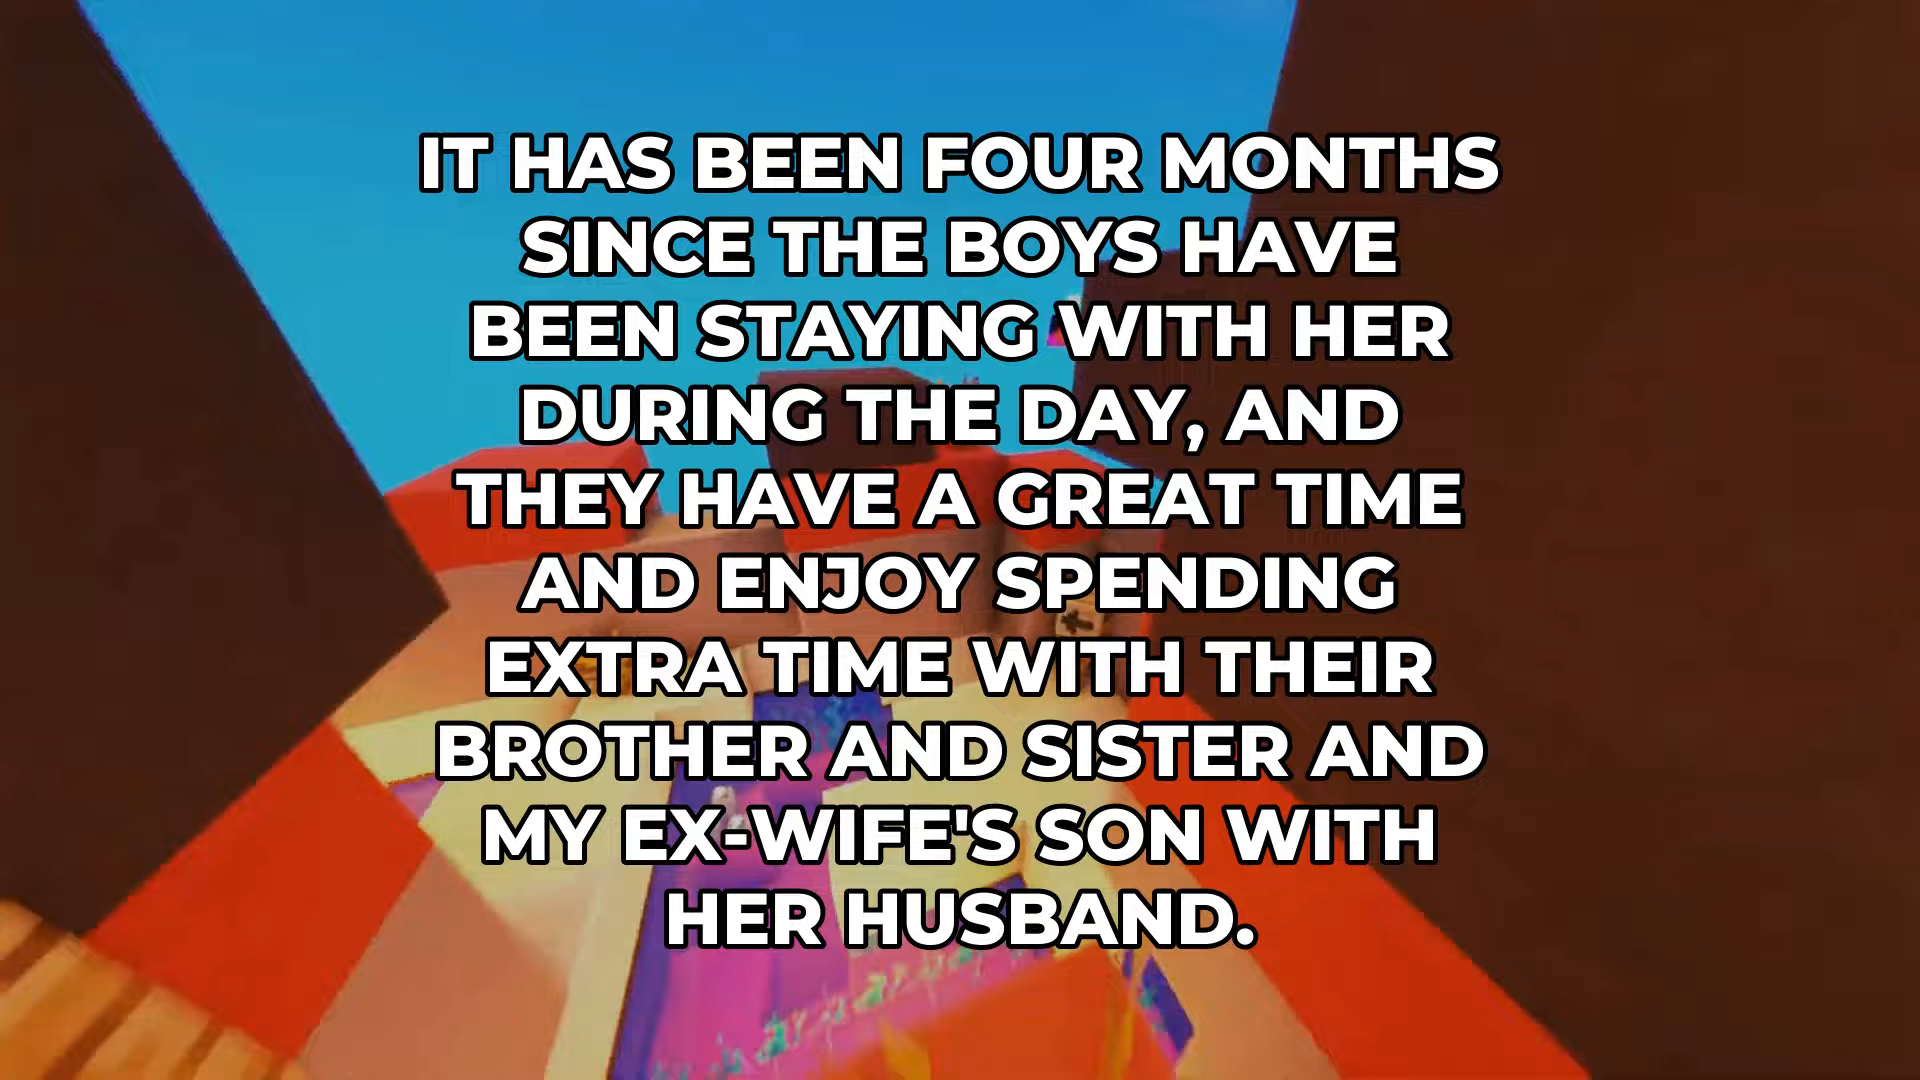 IT HAS BEEN FOUR MONTHS
SINCE THE BOYS HAVE
BEEN STAYING WITH HER
DURING THE DAY, AND
THEY HAVE A GREAT TIME
AND ENJOY SPENDING
EXTRA TIME WITH THEIR
BROTHER AND SISTER AND
MY EX-WIFE'S SON WITH
HER HUSBAND.